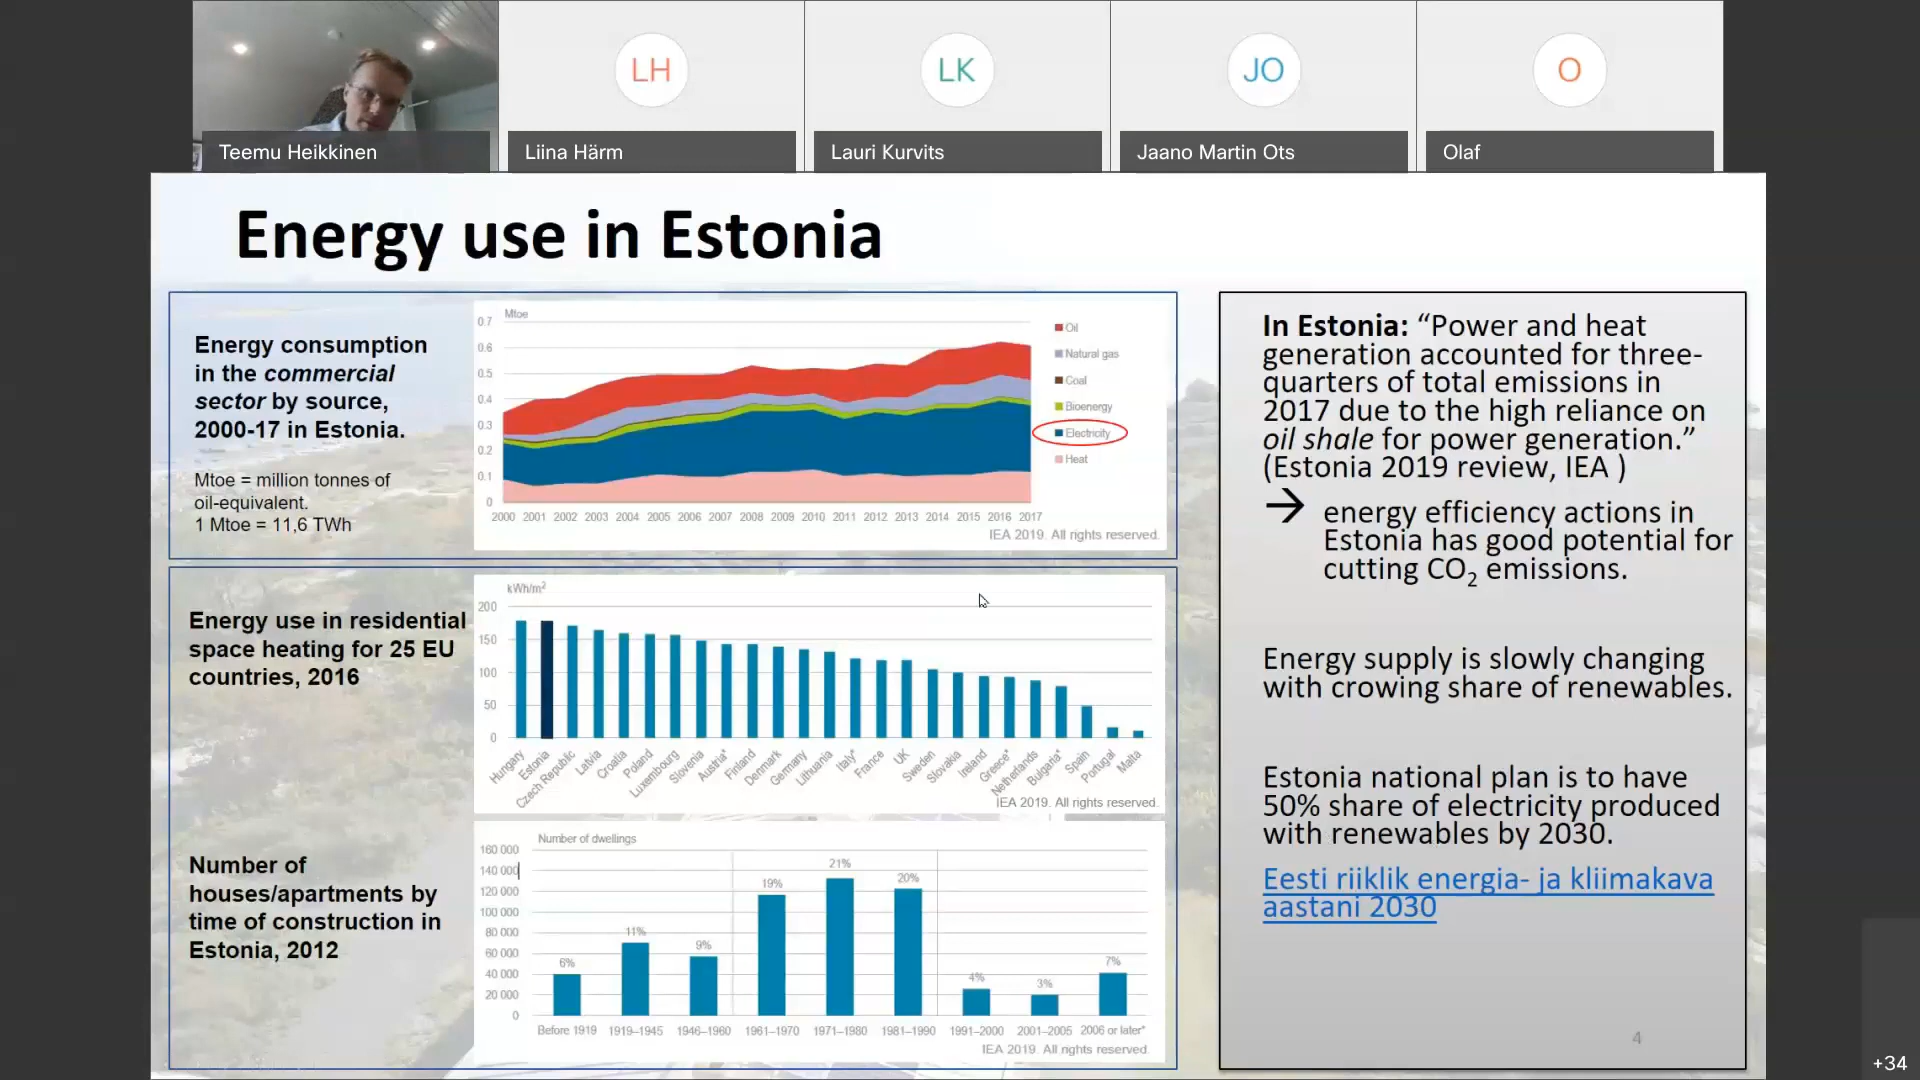 LH
LK
JO
O
Teemu Heikkinen
Liina Härm
Lauri Kurvits
Jaano Martin Ots
Olaf
Energy use in Estonia
Energy consumption
in the commercial
sector by source,
2000-17 in Estonia.
Mtoe = million tonnes of
oil-equivalent.
1 Mtoe = 11,6 TWh
Mtoe
0.7
0.6
0.5
0.4
0.3
0.2
0.1
0
2000 2001 2002 2003 2004 2005 2006 2007 2008 2009 2010 2011 2012 2013 2014 2015 2016 2017
Oil
Natural gas
Coal
Bioenergy
Electricity
Heat
IEA 2019. All rights reserved.
Energy use in residential
space heating for 25 EU
countries, 2016
kWh/m²
200
150
100
50
0
Hungary
Estonia
Czech Republic
Latvia
Croatia
Poland
Luxembourg
Slovenia
Austria*
Finland
Denmark
Germany
Lithuania
Italy*
France
UK
Sweden
Slovakia
Ireland
Greece*
Netherlands
Bulgaria*
Spain
Portugal
Malta
IEA 2019. All rights reserved.
Number of
houses/apartments by
time of construction in
Estonia, 2012
Number of dwellings
160 000
140 000
120 000
100 000
80 000
60 000
40 000
20 000
0
6%
11%
9%
19%
21%
20%
4%
3%
7%
Before 1919 1919–1945 1946–1960 1961–1970 1971–1980 1981–1990 1991–2000 2001–2005 2006 or later*
IEA 2019. All rights reserved.
In Estonia: “Power and heat
generation accounted for three-
quarters of total emissions in
2017 due to the high reliance on
oil shale for power generation.”
(Estonia 2019 review, IEA )
→ energy efficiency actions in
Estonia has good potential for
cutting CO₂ emissions.
Energy supply is slowly changing
with crowing share of renewables.
Estonia national plan is to have
50% share of electricity produced
with renewables by 2030.
Eesti riiklik energia- ja kliimakava
aastani 2030
4
+34